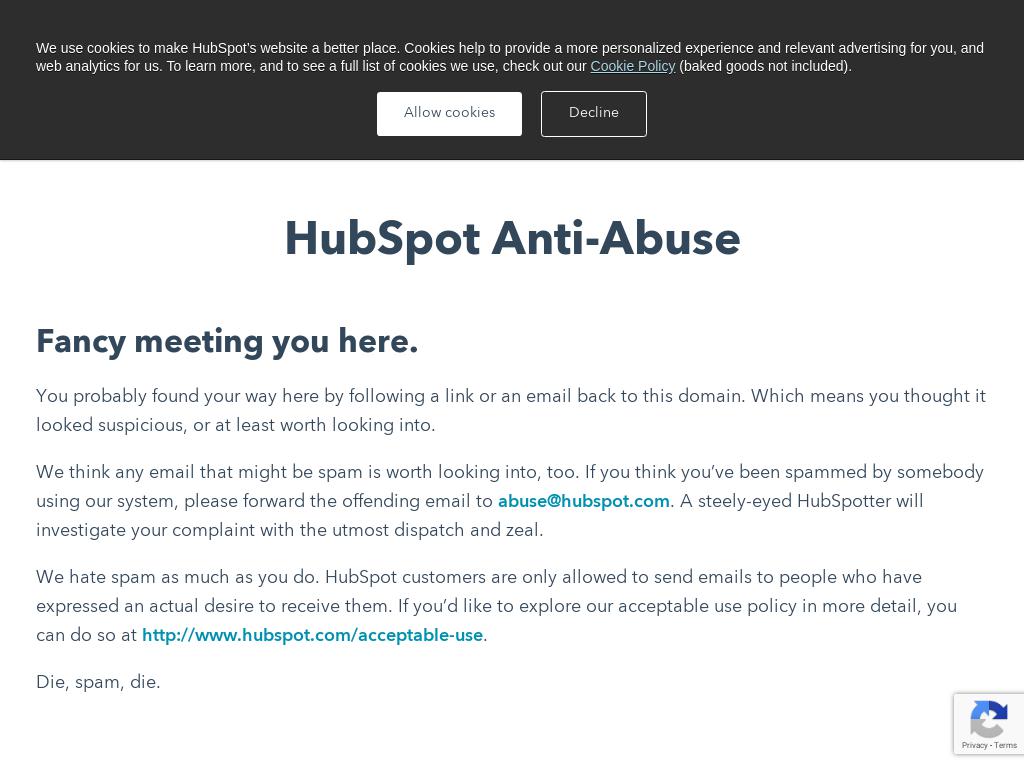 We use cookies to make HubSpot's website a better place. Cookies help to provide a more personalized experience and relevant advertising for you, and
web analytics for us. To learn more, and to see a full list of cookies we use, check out our Cookie Policy (baked goods not included).
Allow cookies
Decline
HubSpot Anti-Abuse
Fancy meeting you here.
You probably found your way here by following a link or an email back to this domain. Which means you thought it
looked suspicious, or at least worth looking into.
We think any email that might be spam is worth looking into, too. If you think you’ve been spammed by somebody
using our system, please forward the offending email to abuse@hubspot.com. A steely-eyed HubSpotter will
investigate your complaint with the utmost dispatch and zeal.
We hate spam as much as you do. HubSpot customers are only allowed to send emails to people who have
expressed an actual desire to receive them. If you’d like to explore our acceptable use policy in more detail, you
can do so at http://www.hubspot.com/acceptable-use.
Die, spam, die.
Privacy - Terms